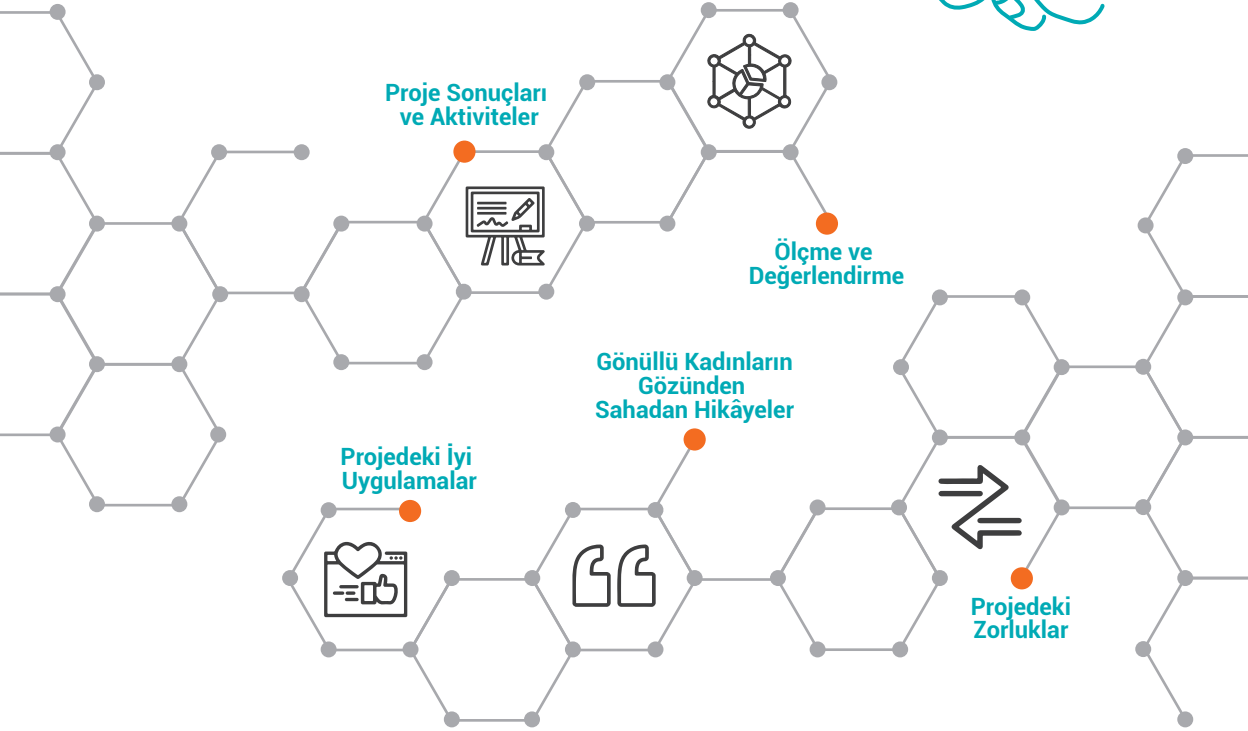 Proje Sonuçları
ve Aktiviteler
Ölçme ve
Değerlendirme
Gönüllü Kadınların
Gözünden
Sahadan Hikâyeler
Projedeki İyi
Uygulamalar
Projedeki
Zorluklar